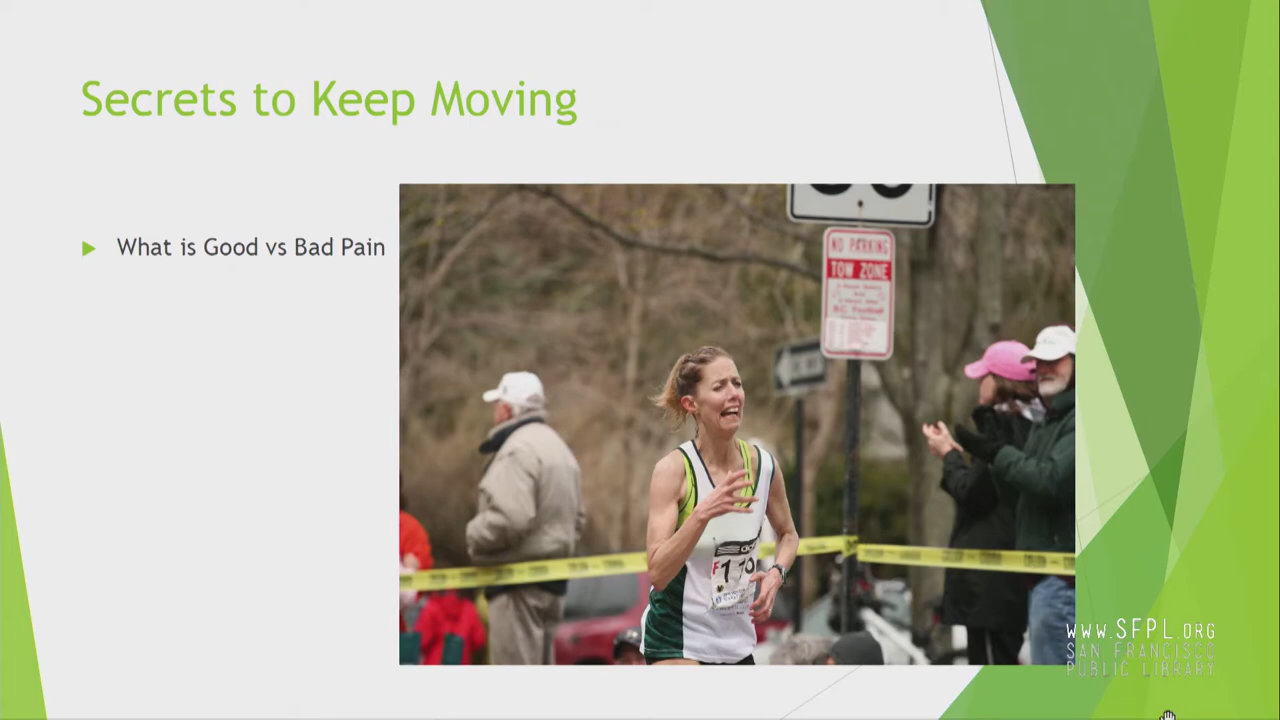 Secrets to Keep Moving
What is Good vs Bad Pain
NO PARKING
TOW ZONE
F1
WWW.SFPL.ORG
SAN FRANCISCO
PUBLIC LIBRARY